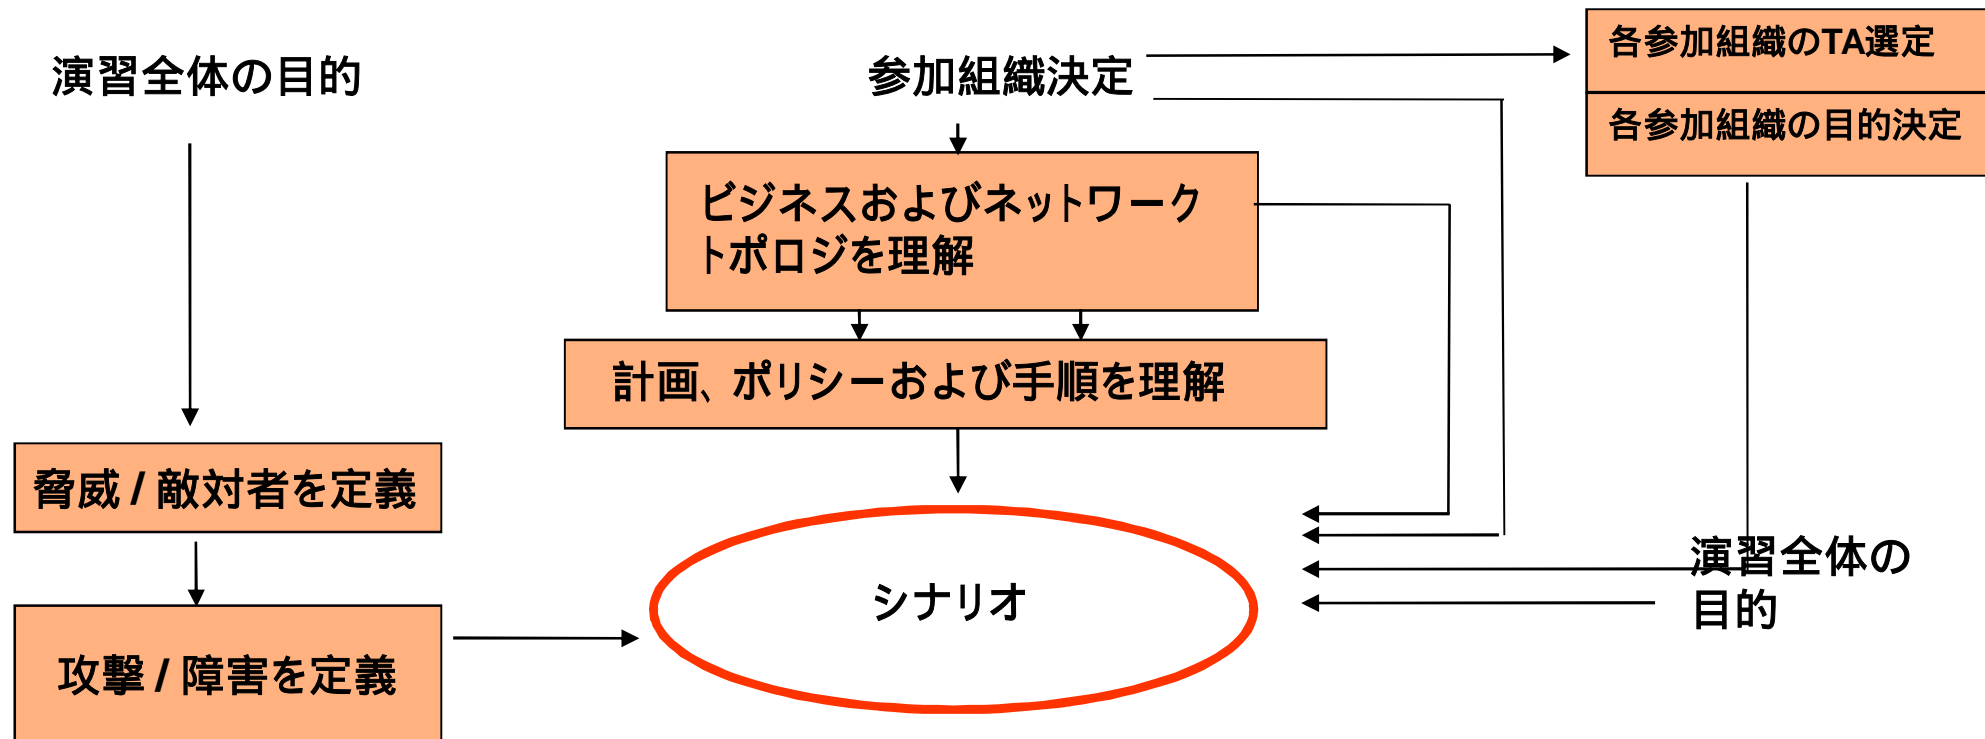 演習全体の目的
参加組織決定
各参加組織のTA選定
各参加組織の目的決定
ビジネスおよびネットワーク
トポロジを理解
計画、ポリシーおよび手順を理解
脅威 / 敵対者を定義
攻撃 / 障害を定義
シナリオ
演習全体の
目的